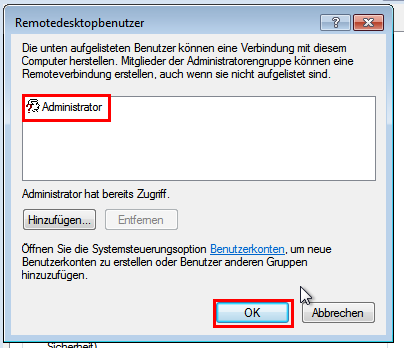 Remotedesktopbenutzer
Die unten aufgelisteten Benutzer können eine Verbindung mit diesem
Computer herstellen. Mitglieder der Administratorengruppe können eine
Remoteverbindung erstellen, auch wenn sie nicht aufgelistet sind.
Administrator
Administrator hat bereits Zugriff.
Hinzufügen... Entfernen
Öffnen Sie die Systemsteuerungsoption Benutzerkonten, um neue
Benutzerkonten zu erstellen oder Benutzer anderen Gruppen
hinzuzufügen.
OK Abbrechen
Sicherheit)